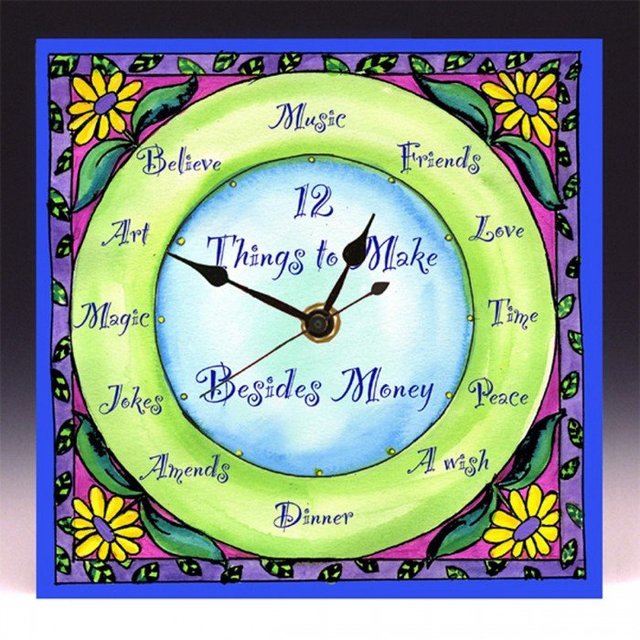 Music
Friends
Love
Time
Peace
A wish
Dinner
Amends
Jokes
Magic
Art
Believe
12
Things to Make
Besides Money